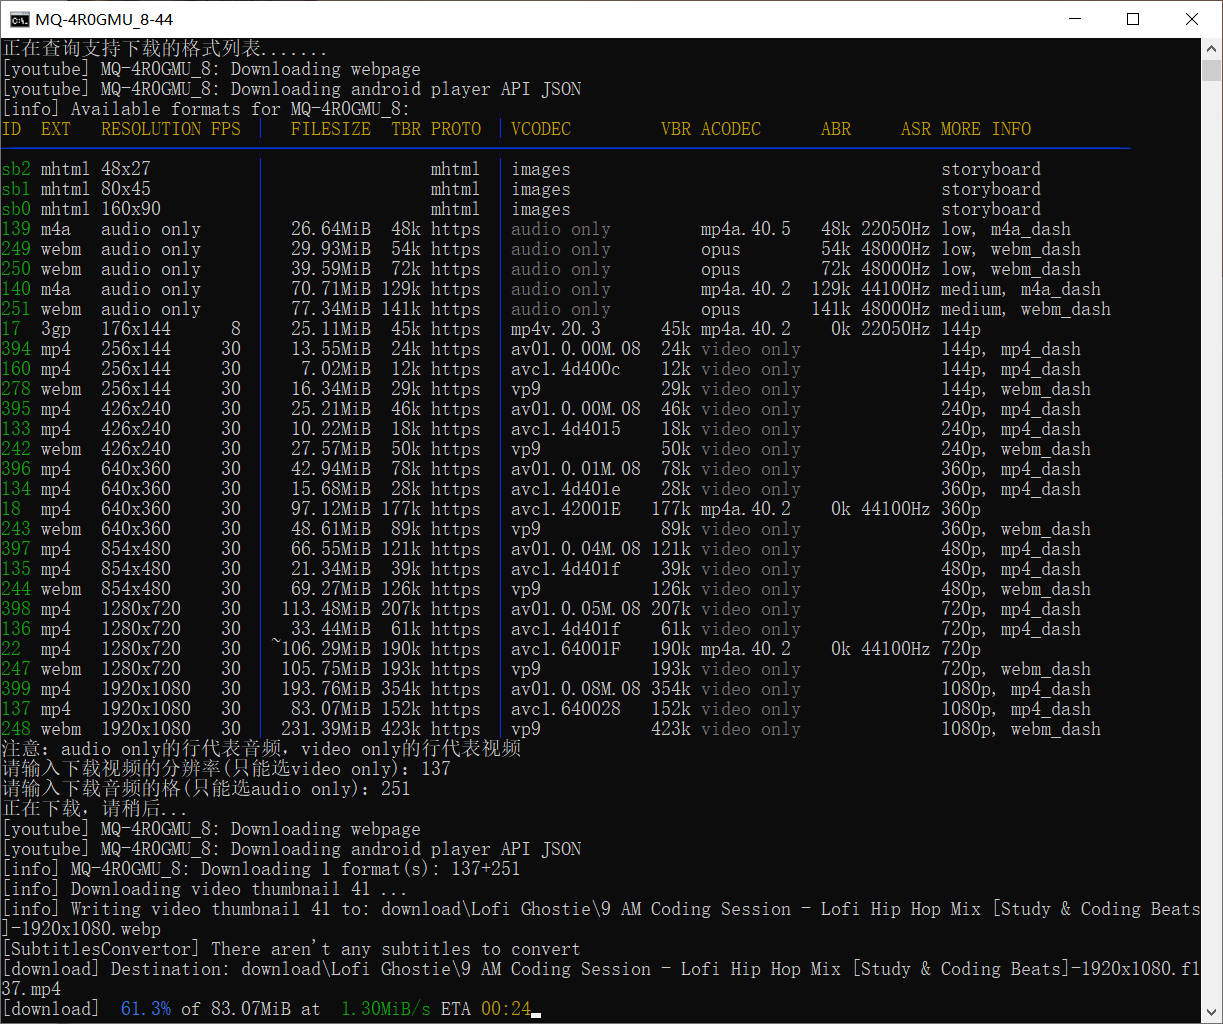 MQ-4R0GMU_8-44
正在查询支持下载的格式列表.......
[youtube] MQ-4R0GMU_8: Downloading webpage
[youtube] MQ-4R0GMU_8: Downloading android player API JSON
[info] Available formats for MQ-4R0GMU_8:
ID EXT RESOLUTION FPS | FILESIZE TBR PROTO | VCODEC VBR ACODEC ABR ASR MORE INFO
sb2 mhtml 48x27 | mhtml | images storyboard
sb1 mhtml 80x45 | mhtml | images storyboard
sb0 mhtml 160x90 | mhtml | images storyboard
139 m4a audio only | 26.64MiB 48k https | audio only mp4a.40.5 48k 22050Hz low, m4a_dash
249 webm audio only | 29.93MiB 54k https | audio only opus 54k 48000Hz low, webm_dash
250 webm audio only | 39.59MiB 72k https | audio only opus 72k 48000Hz low, webm_dash
140 m4a audio only | 70.71MiB 129k https | audio only mp4a.40.2 129k 44100Hz medium, m4a_dash
251 webm audio only | 77.34MiB 141k https | audio only opus 141k 48000Hz medium, webm_dash
17 3gp 176x144 8 | 25.11MiB 45k https | mp4v.20.3 45k mp4a.40.2 0k 22050Hz 144p
394 mp4 256x144 30 | 13.55MiB 24k https | av01.0.00M.08 24k video only 144p, mp4_dash
160 mp4 256x144 30 | 7.02MiB 12k https | avc1.4d400c 12k video only 144p, mp4_dash
278 webm 256x144 30 | 16.34MiB 29k https | vp9 29k video only 144p, webm_dash
395 mp4 426x240 30 | 25.21MiB 46k https | av01.0.00M.08 46k video only 240p, mp4_dash
133 mp4 426x240 30 | 10.22MiB 18k https | avc1.4d4015 18k video only 240p, mp4_dash
242 webm 426x240 30 | 27.57MiB 50k https | vp9 50k video only 240p, webm_dash
396 mp4 640x360 30 | 42.94MiB 78k https | av01.0.01M.08 78k video only 360p, mp4_dash
134 mp4 640x360 30 | 15.68MiB 28k https | avc1.4d401e 28k video only 360p, mp4_dash
18 mp4 640x360 30 | 97.12MiB 177k https | avc1.42001E 177k mp4a.40.2 0k 44100Hz 360p
243 webm 640x360 30 | 48.61MiB 89k https | vp9 89k video only 360p, webm_dash
397 mp4 854x480 30 | 66.55MiB 121k https | av01.0.04M.08 121k video only 480p, mp4_dash
135 mp4 854x480 30 | 21.34MiB 39k https | avc1.4d401f 39k video only 480p, mp4_dash
244 webm 854x480 30 | 69.27MiB 126k https | vp9 126k video only 480p, webm_dash
398 mp4 1280x720 30 | 113.48MiB 207k https | av01.0.05M.08 207k video only 720p, mp4_dash
136 mp4 1280x720 30 | 33.44MiB 61k https | avc1.4d401f 61k video only 720p, mp4_dash
22 mp4 1280x720 30 | ~106.29MiB 190k https | avc1.64001F 190k mp4a.40.2 0k 44100Hz 720p
247 webm 1280x720 30 | 105.75MiB 193k https | vp9 193k video only 720p, webm_dash
399 mp4 1920x1080 30 | 193.76MiB 354k https | av01.0.08M.08 354k video only 1080p, mp4_dash
137 mp4 1920x1080 30 | 83.07MiB 152k https | avc1.640028 152k video only 1080p, mp4_dash
248 webm 1920x1080 30 | 231.39MiB 423k https | vp9 423k video only 1080p, webm_dash
注意：audio only的行代表音频，video only的行代表视频
请输入下载视频的分辨率(只能选video only)：137
请输入下载音频的格(只能选audio only)：251
正在下载，请稍后...
[youtube] MQ-4R0GMU_8: Downloading webpage
[youtube] MQ-4R0GMU_8: Downloading android player API JSON
[info] MQ-4R0GMU_8: Downloading 1 format(s): 137+251
[info] Downloading video thumbnail 41 ...
[info] Writing video thumbnail 41 to: download\Lofi Ghostie\9 AM Coding Session - Lofi Hip Hop Mix [Study & Coding Beats
]-1920x1080.webp
[SubtitlesConvertor] There aren't any subtitles to convert
[download] Destination: download\Lofi Ghostie\9 AM Coding Session - Lofi Hip Hop Mix [Study & Coding Beats]-1920x1080.f1
37.mp4
[download] 61.3% of 83.07MiB at 1.30MiB/s ETA 00:24